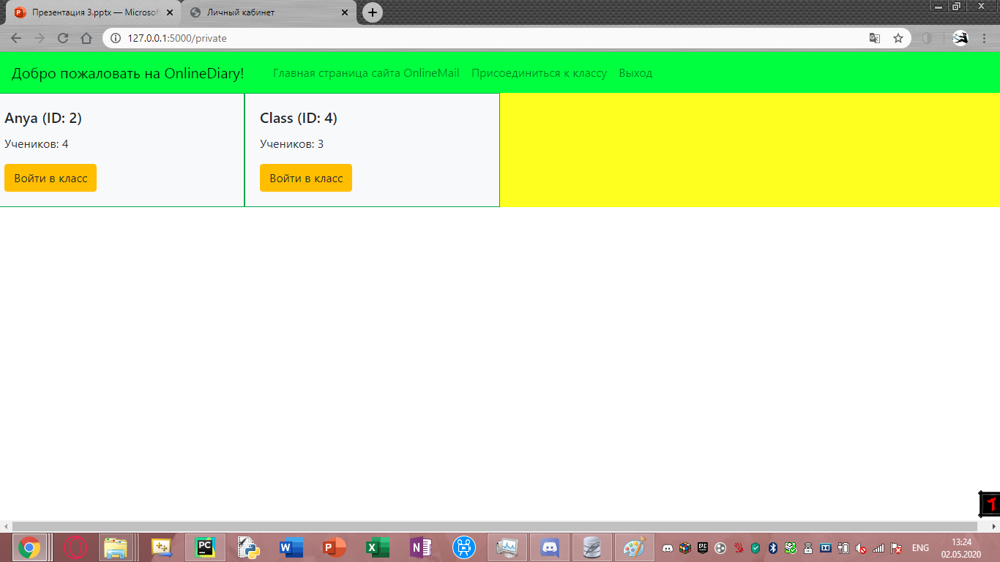 Презентация 3.pptx — Microsof
Личный кабинет
127.0.0.1:5000/private
Добро пожаловать на OnlineDiary!
Главная страница сайта OnlineMail
Присоединиться к классу
Выход
Anya (ID: 2)
Учеников: 4
Войти в класс
Class (ID: 4)
Учеников: 3
Войти в класс
ENG
13:24
02.05.2020